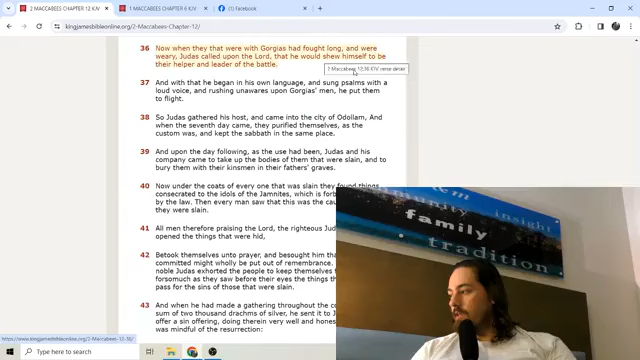 2 MACCABEES CHAPTER 12 KJV
1 MACCABEES CHAPTER 6 KJV
(1) Facebook
kingjamesbibleonline.org/2-Maccabees-Chapter-12/
36 Now when they that were with Gorgias had fought long, and were
weary, Judas called upon the Lord, that he would shew himself to be
their helper and leader of the battle.
2 Maccabees 12:36 KJV verse detail
37 And with that he began in his own language, and sung psalms with a
loud voice, and rushing unawares upon Gorgias' men, he put them
to flight.
38 So Judas gathered his host, and came into the city of Odollam, And
when the seventh day came, they purified themselves, as the
custom was, and kept the sabbath in the same place.
39 And upon the day following, as the use had been, Judas and his
company came to take up the bodies of them that were slain, and to
bury them with their kinsmen in their fathers' graves.
40 Now under the coats of every one that was slain they found things
consecrated to the idols of the Jamnites, which is
by the law. Then every man saw that this was the
they were slain.
41 All men therefore praising the Lord, the righteous
opened the things that were hid,
42 Betook themselves unto prayer, and besought him
committed might wholly be put out of remembrance.
noble Judas exhorted the people to keep themselves
forsomuch as they saw before their eyes the things
pass for the sins of those that were slain.
43 And when he had made a gathering throughout the
sum of two thousand drachms of silver, he sent it to
offer a sin offering, doing therein very well and
was mindful of the resurrection:
insight
family
tradition
https://www.kingjamesbibleonline.org/2-Maccabees-12-36/
Type here to search